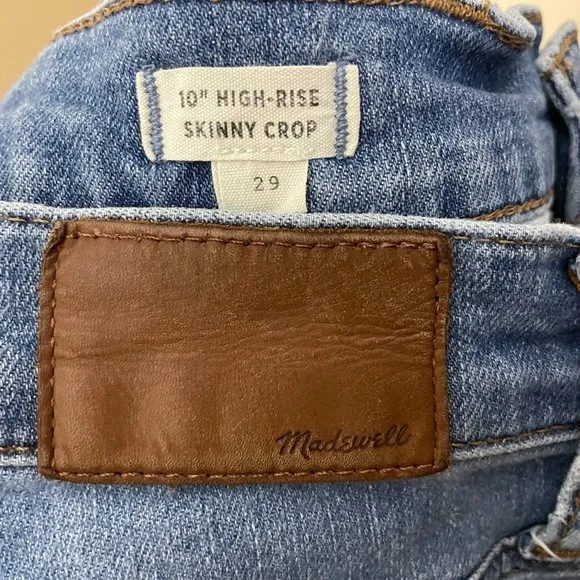 10" HIGH-RISE
SKINNY CROP
29
Madewell